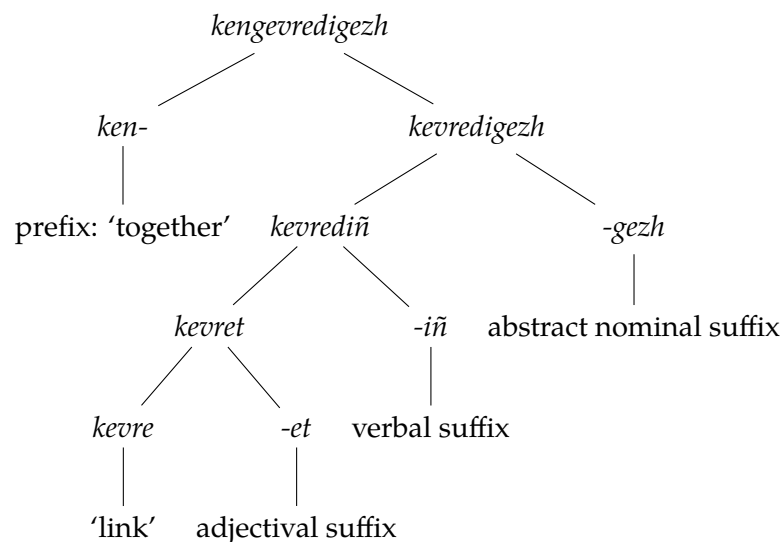 kengevredigezh
ken- kevredigezh
prefix: ‘together’ kevrediñ -gezh
kevret -iñ abstract nominal suffix
kevre -et verbal suffix
‘link’ adjectival suffix